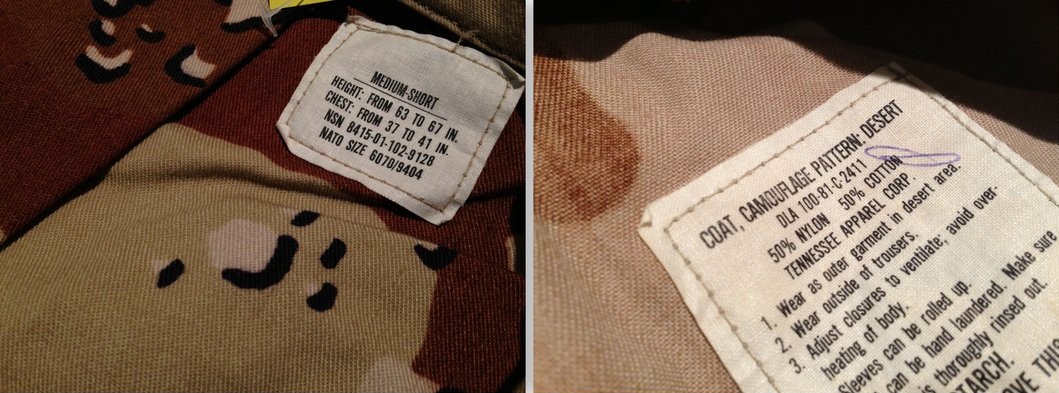 MEDIUM-SHORT
HEIGHT: FROM 63 TO 67 IN.
CHEST: FROM 37 TO 41 IN.
NSN 8415-01-102-9128
NATO SIZE 6070/9404
COAT, CAMOUFLAGE PATTERN: DESERT
DLA 100-81-C-2411
50% NYLON 50% COTTON
TENNESSEE APPAREL CORP.
1. Wear as outer garment in desert area.
2. Wear outside of trousers.
3. Adjust closures to ventilate; avoid over-
heating of body.
Sleeves can be rolled up.
can be hand laundered. Make sure
is thoroughly rinsed out.
TARCH.
OVE THIS